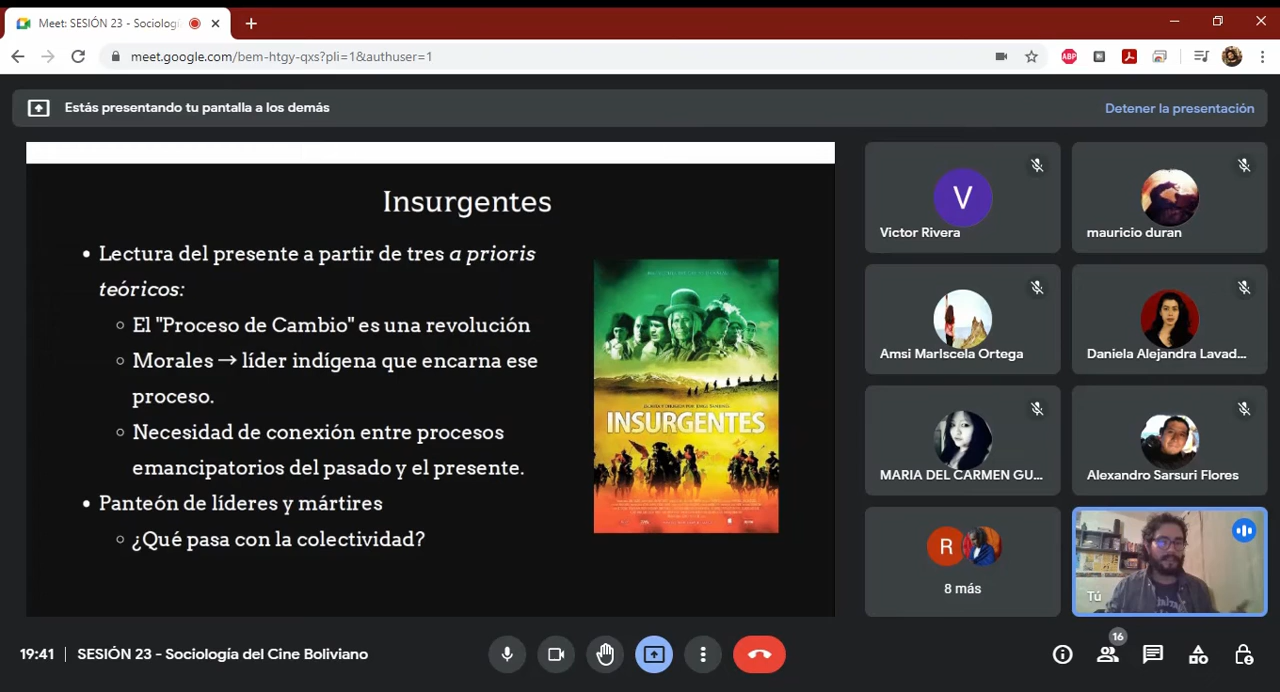 Meet: SESIÓN 23 - Sociologí
meet.google.com/bem-htgy-qxs?pli=1&authuser=1
ABP
Estás presentando tu pantalla a los demás
Detener la presentación
Insurgentes
• Lectura del presente a partir de tres a prioris
teóricos:
○ El "Proceso de Cambio" es una revolución
○ Morales → líder indígena que encarna ese
proceso.
○ Necesidad de conexión entre procesos
emancipatorios del pasado y el presente.
• Panteón de líderes y mártires
○ ¿Qué pasa con la colectividad?
INSURGENTES
V
Victor Rivera
mauricio duran
Amsi MarIscela Ortega
Daniela Alejandra Lavad...
MARIA DEL CARMEN GU...
Alexandro Sarsuri Flores
R
8 más
Tú
19:41 | SESIÓN 23 - Sociología del Cine Boliviano
16